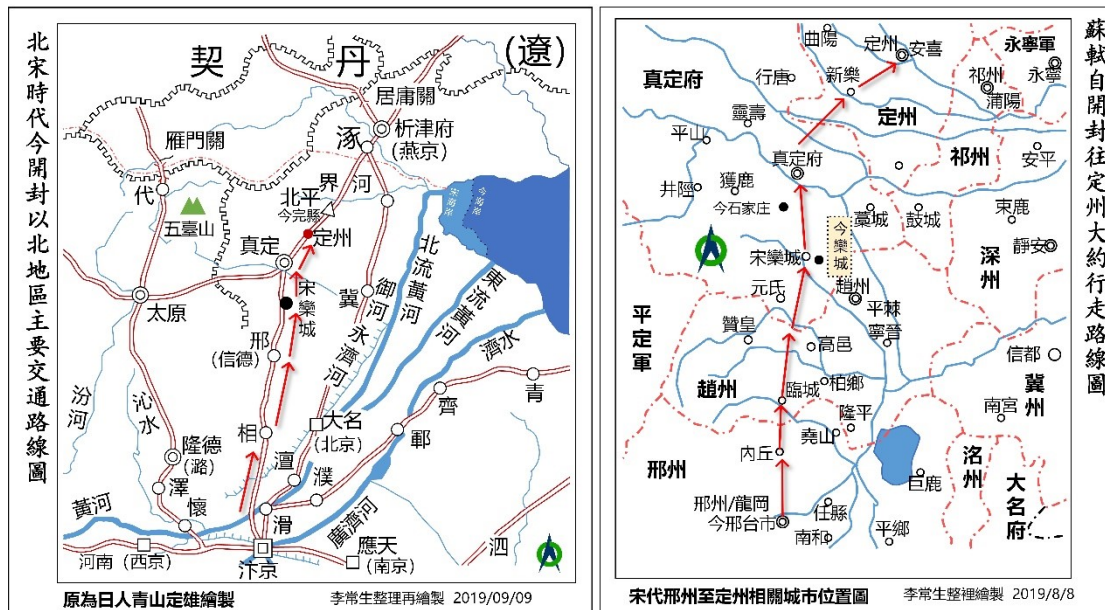 北宋時代今開封以北地區主要交通路線圖
契丹(遼)
居庸關
析津府
(燕京)
涿
雁門關
代
五臺山
北平
今完縣
界河
宋海岸
今海岸
定州
真定
太原
宋欒城
冀
御河
永濟河
北流黃河
東流黃河
濟水
邢
(信德)
汾河
沁水
青
齊
大名
(北京)
鄆
相
隆德
(潞)
澤
懷
澶
濮
滑
黃河
廣濟河
河南(西京)
汴京
應天
(南京)
泗
原為日人青山定雄繪製
李常生整理再繪製 2019/09/09
蘇軾自開封往定州大約行走路線圖
曲陽
定州
安喜
永寧軍
永寧
真定府
行唐
新樂
祁州
蒲陽
靈壽
定州
平山
真定府
祁州
安平
井陘
獲鹿
今石家庄
藁城
鼓城
束鹿
今欒城
宋欒城
深州
靜安
元氏
趙州
平棘
平定軍
贊皇
高邑
寧晉
信都
趙州
臨城
柏鄉
冀州
隆平
南宮
堯山
內丘
邢州
巨鹿
洺州
大名府
邢州/龍岡
今邢台市
任縣
南和
平鄉
宋代邢州至定州相關城市位置圖
李常生整裡繪製 2019/8/8